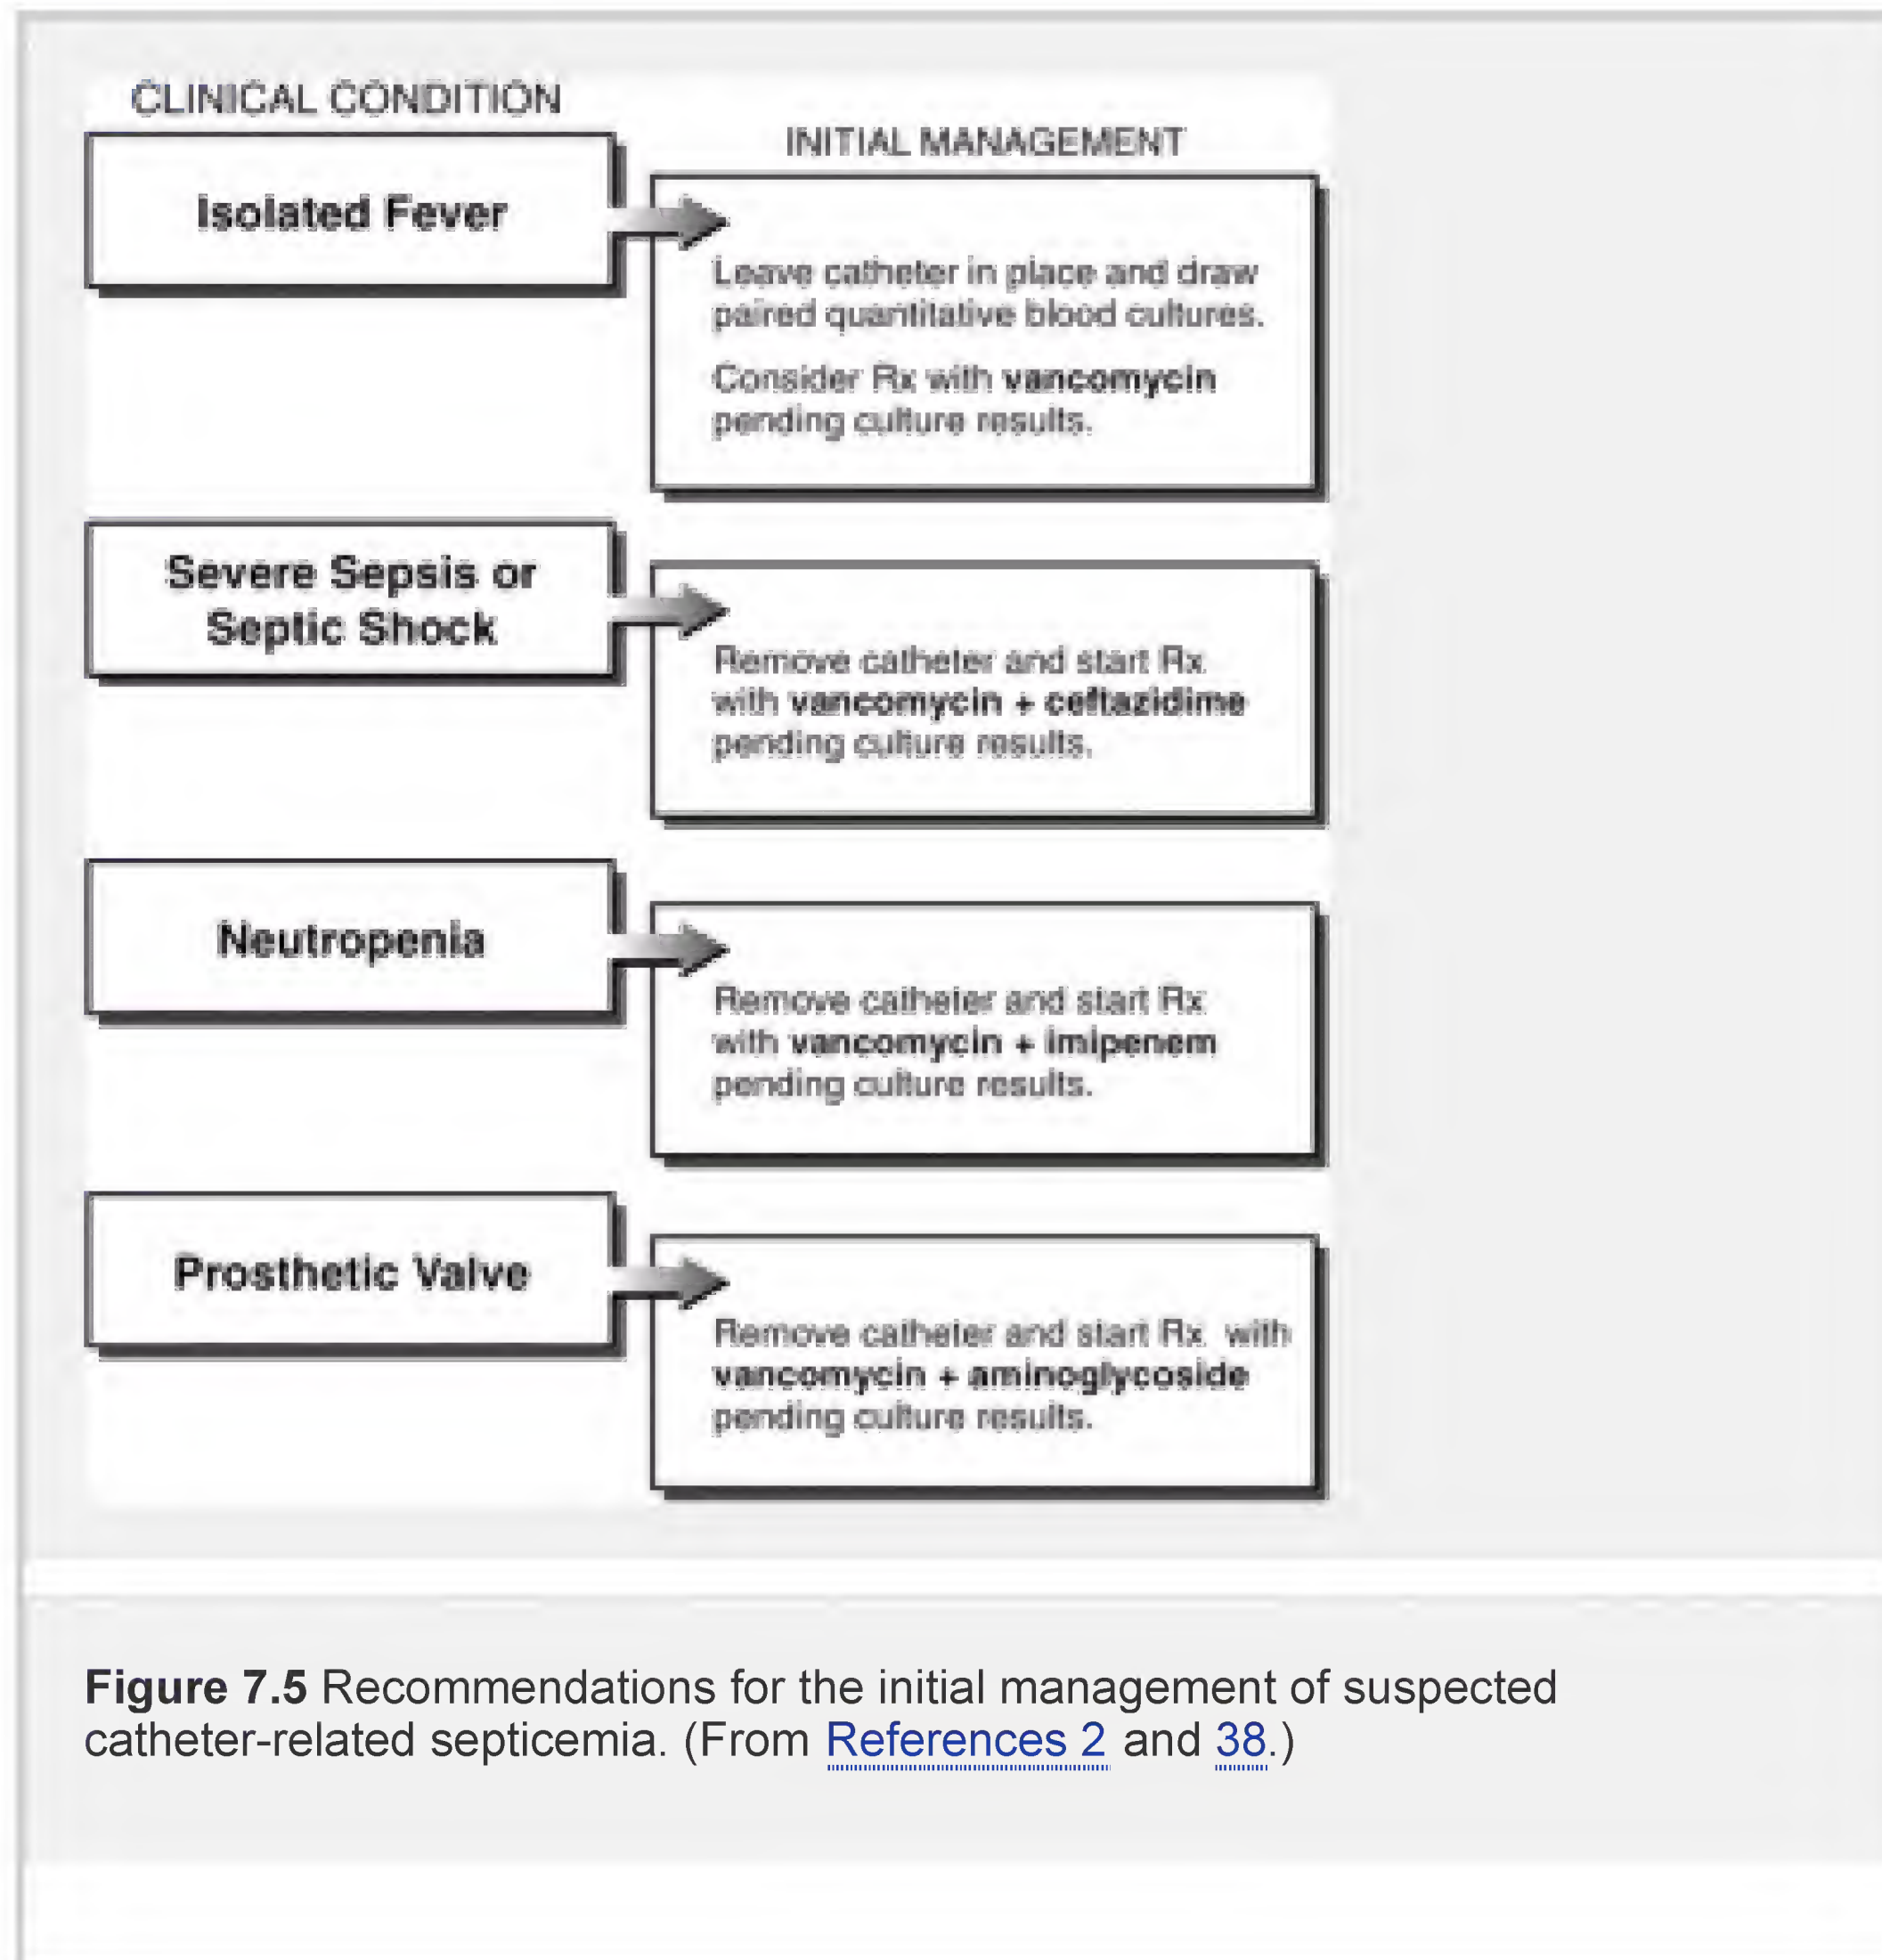 CLINICAL CONDITION
INITIAL MANAGEMENT
Isolated Fever
Leave catheter in place and draw
paired quantitative blood cultures.
Consider Rx with vancomycin
pending culture results.
Severe Sepsis or
Septic Shock
Remove catheter and start Rx
with vancomycin + ceftazidime
pending culture results.
Neutropenia
Remove catheter and start Rx
with vancomycin + imipenem
pending culture results.
Prosthetic Valve
Remove catheter and start Rx with
vancomycin + aminoglycoside
pending culture results.
Figure 7.5 Recommendations for the initial management of suspected
catheter-related septicemia. (From References 2 and 38.)